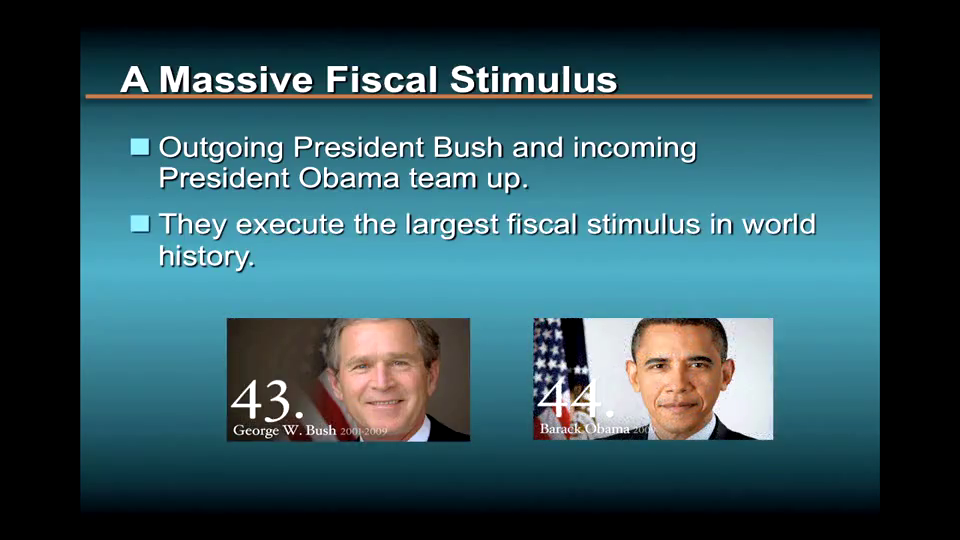 A Massive Fiscal Stimulus
Outgoing President Bush and incoming
President Obama team up.
They execute the largest fiscal stimulus in world
history.
43.
George W. Bush 2001-2009
44.
Barack Obama